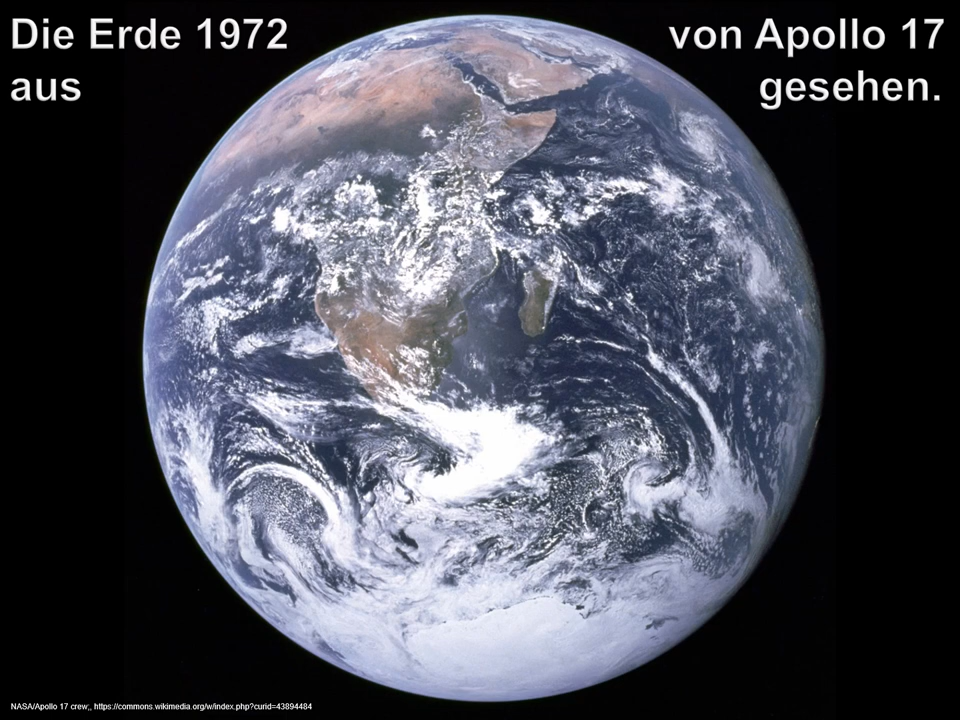 Die Erde 1972 von Apollo 17
aus gesehen.
NASA/Apollo 17 crew;, https://commons.wikimedia.org/w/index.php?curid=43894484